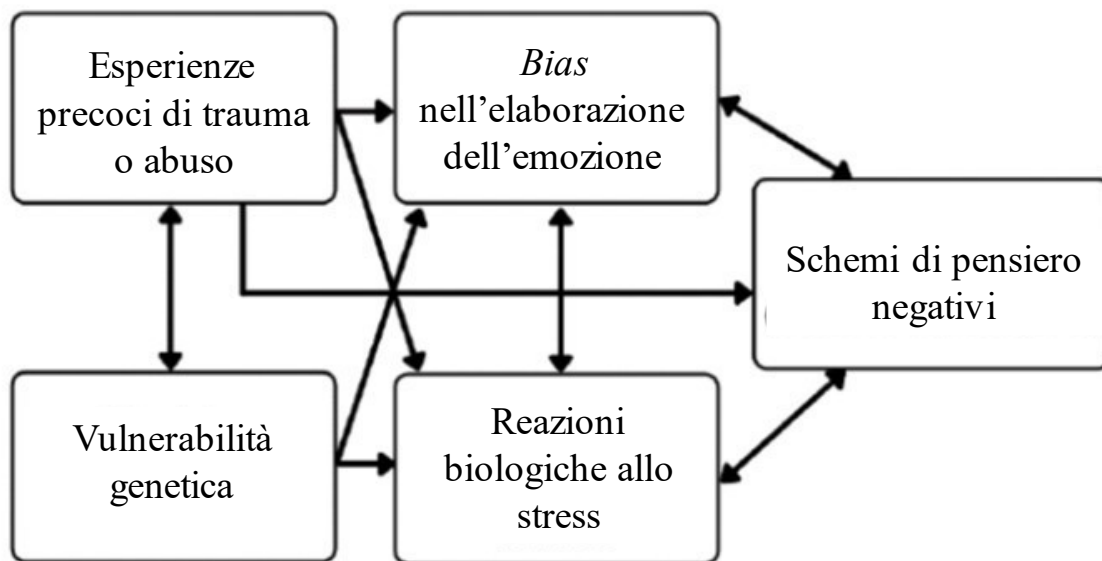 Esperienze
precoci di trauma
o abuso
Bias
nell'elaborazione
dell'emozione
Schemi di pensiero
negativi
Vulnerabilità
genetica
Reazioni
biologiche allo
stress